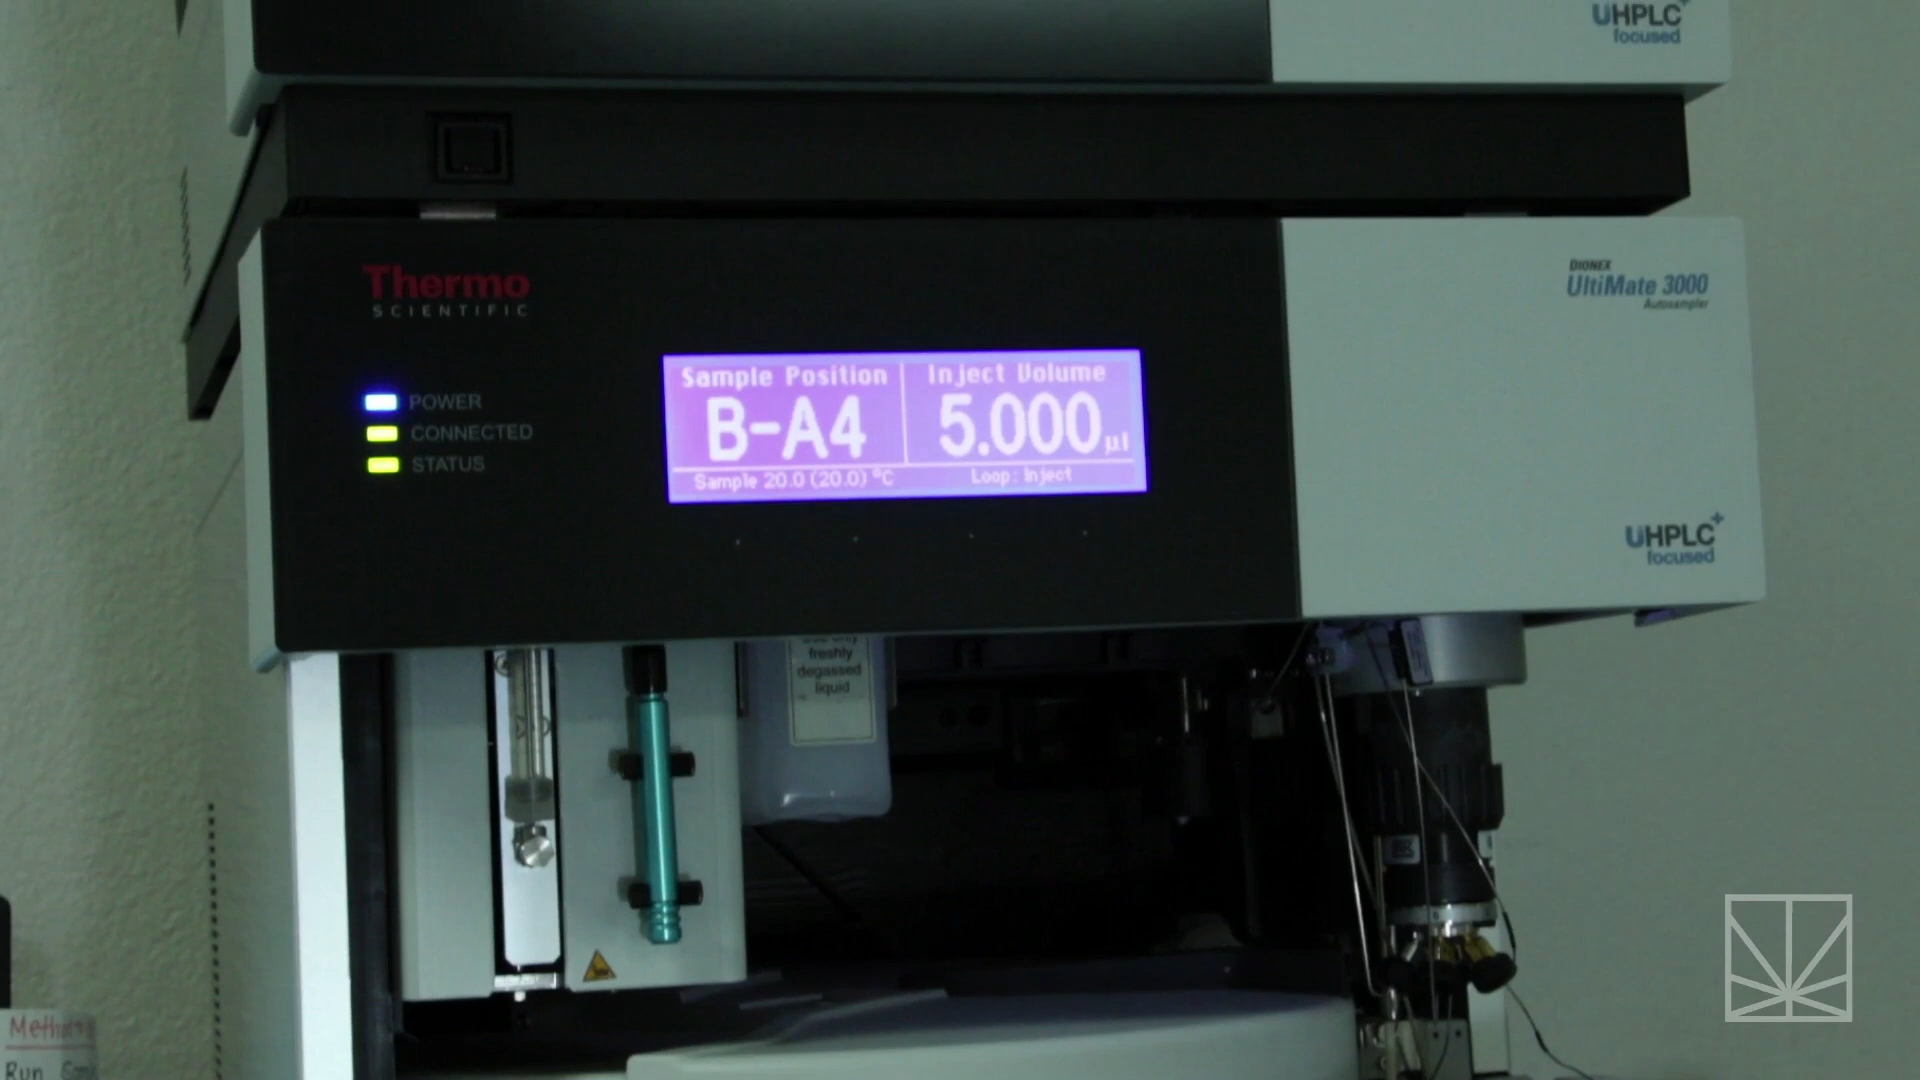 UHPLC+
focused
Thermo
SCIENTIFIC
DIONEX
UltiMate 3000
Autosampler
POWER
CONNECTED
STATUS
Sample Position
Inject Volume
B-A4
5.000 µl
Sample 20.0 (20.0) °C
Loop: Inject
UHPLC+
focused
freshly
degassed
liquid
Run